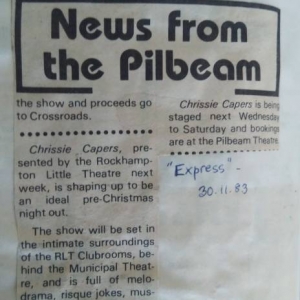 News from
the Pilbeam
the show and proceeds go
to Crossroads.
Chrissie Capers, pre-
sented by the Rockhamp-
ton Little Theatre next
week, is shaping-up to be
an ideal pre-Christmas
night out.
The show will be set in
the intimate surroundings
of the RLT Clubrooms, be-
hind the Municipal Theat-
re, and is full of melo-
drama, risque jokes, mus-
Chrissie Capers is being
staged next Wednesday
to Saturday and bookings
are at the Pilbeam Theatre.
"Express" -
30.11.83